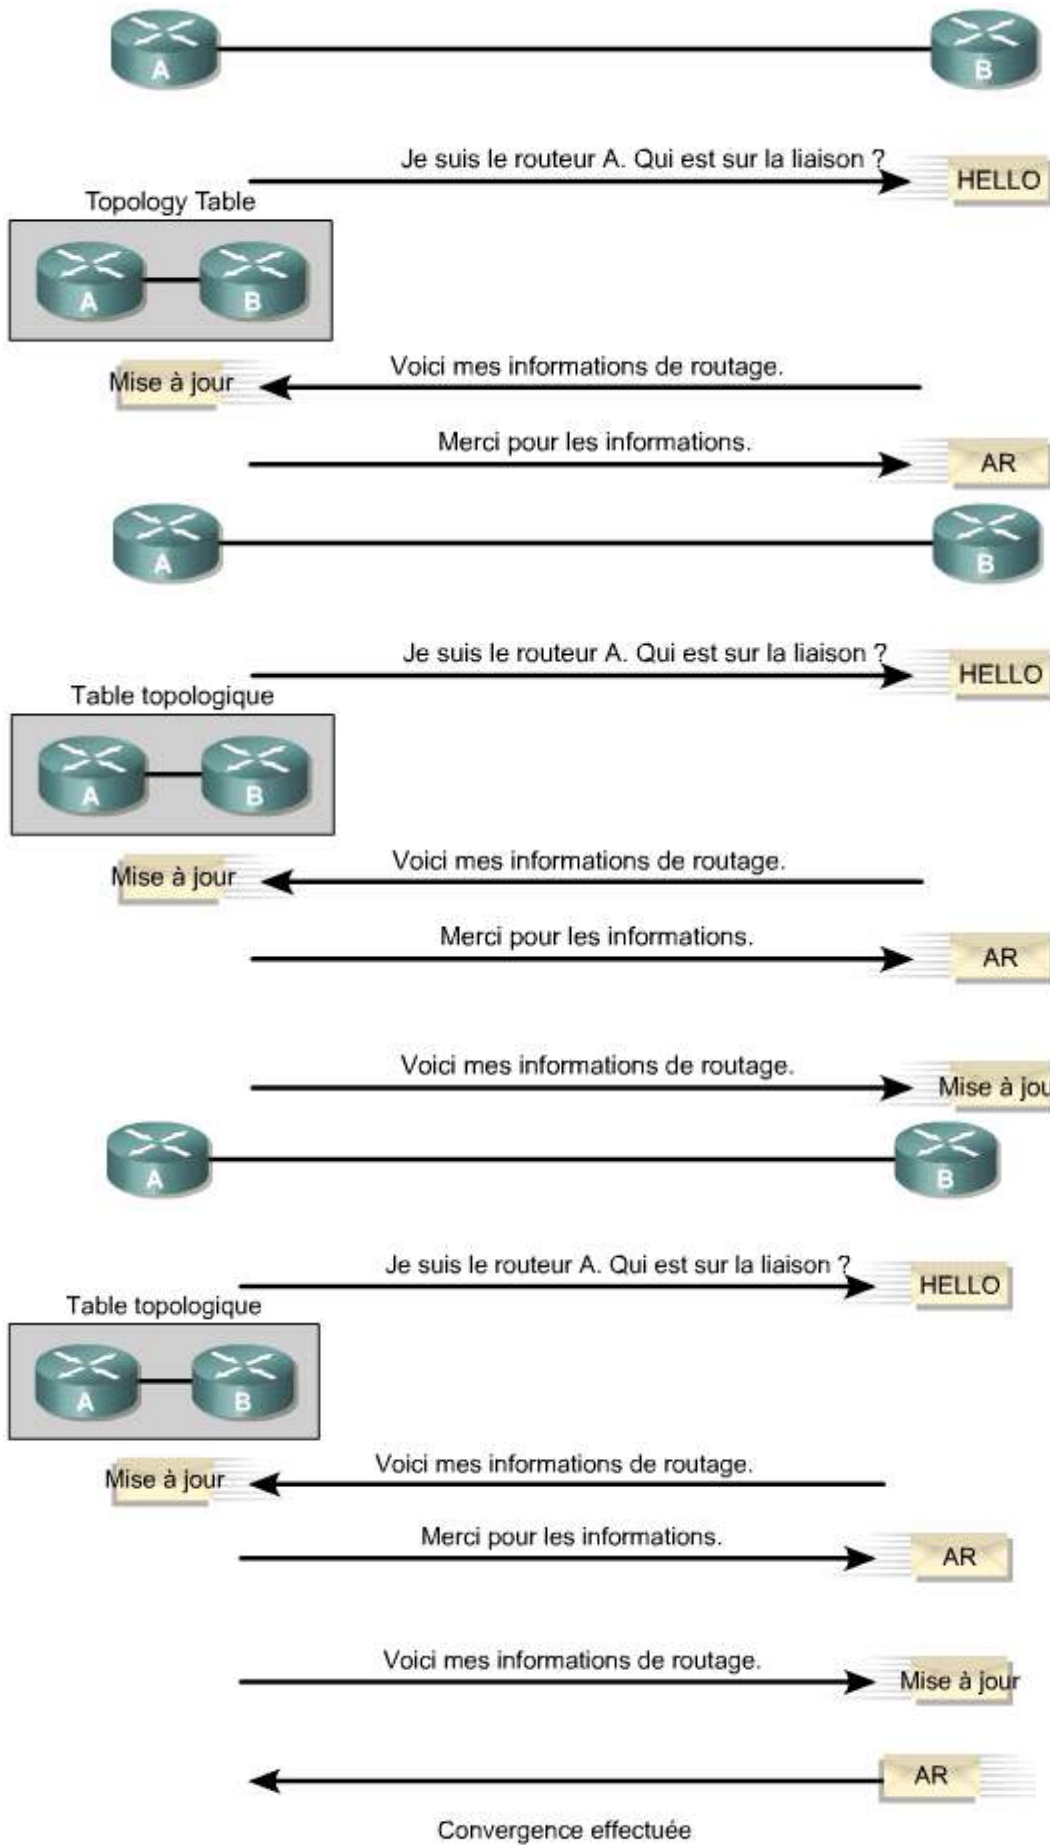 A
B
Je suis le routeur A. Qui est sur la liaison ?
HELLO
Topology Table
A
B
Voici mes informations de routage.
Mise à jour
Merci pour les informations.
AR
A
B
Je suis le routeur A. Qui est sur la liaison ?
HELLO
Table topologique
A
B
Voici mes informations de routage.
Mise à jour
Merci pour les informations.
AR
Voici mes informations de routage.
Mise à jou
A
B
Je suis le routeur A. Qui est sur la liaison ?
HELLO
Table topologique
A
B
Voici mes informations de routage.
Mise à jour
Merci pour les informations.
AR
Voici mes informations de routage.
Mise à jour
AR
Convergence effectuée